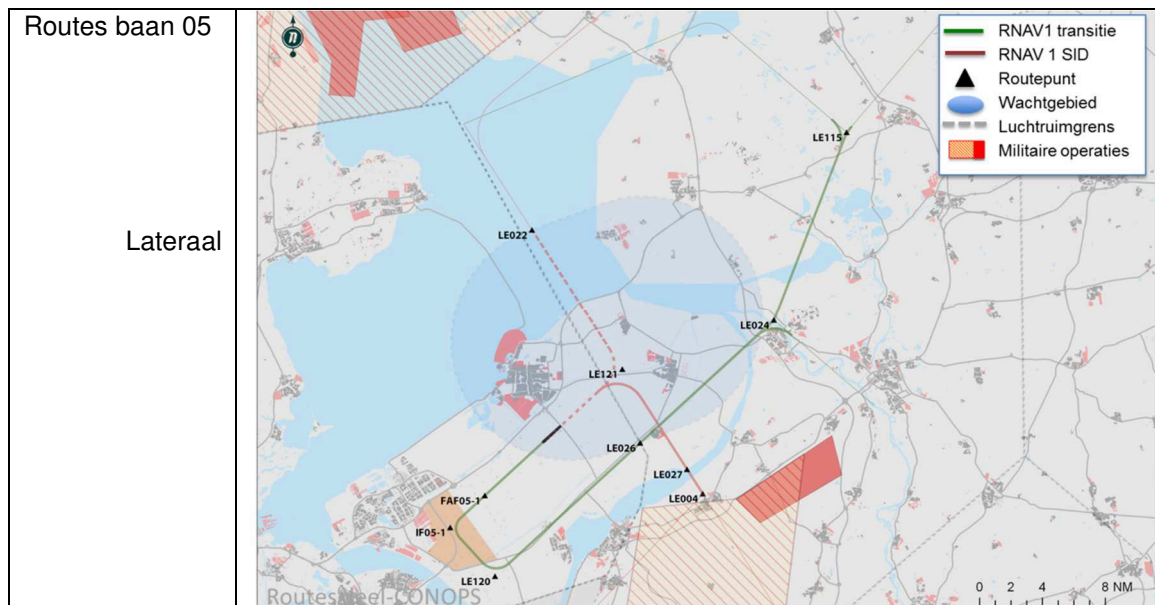 Routes baan 05
Lateraal
n
RNAV1 transitie
RNAV 1 SID
Routepunt
Wachtgebied
Luchtruimgrens
Militaire operaties
LE115
LE022
LE024
LE121
LE026
LE027
FAF05-1
LE004
IF05-1
LE120
0 2 4 8 NM